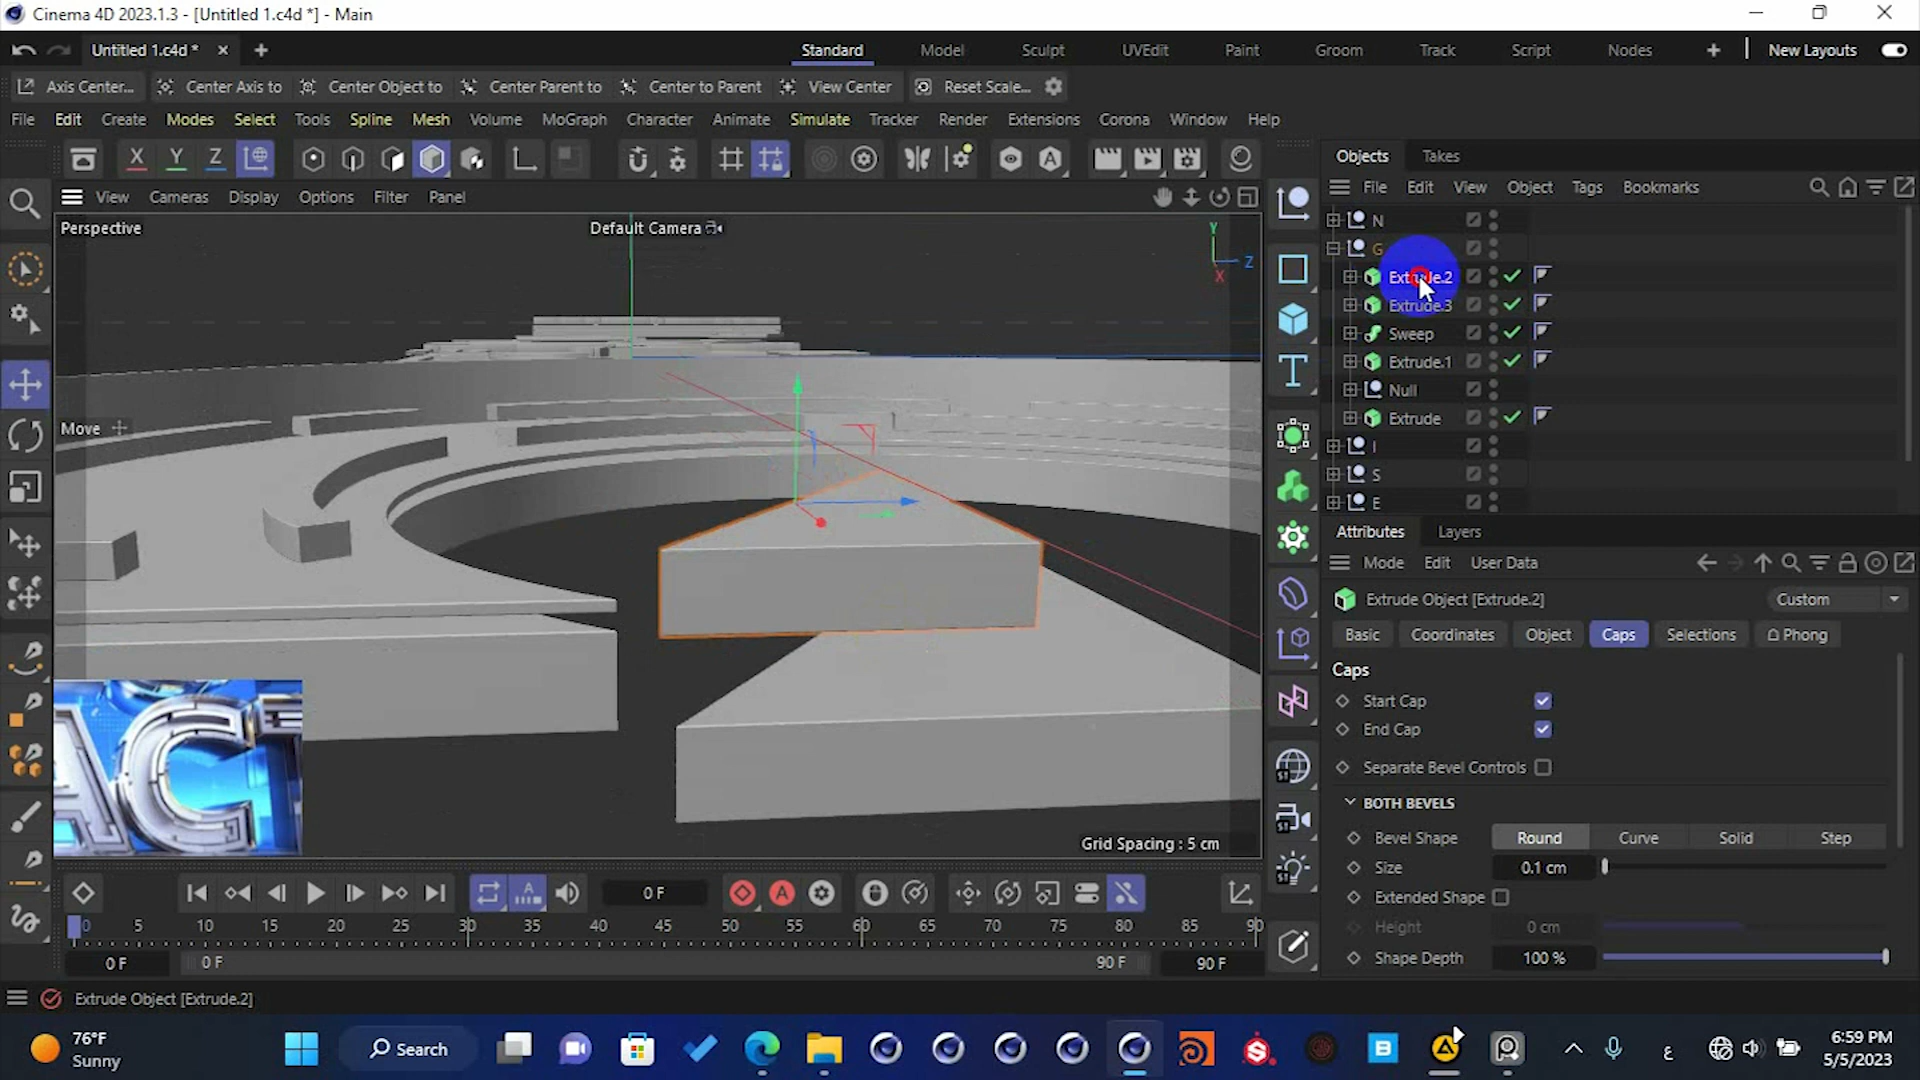 Cinema 4D 2023.1.3 - [Untitled 1.c4d *] - Main
Untitled 1.c4d *
Standard Model Sculpt UVEdit Paint Groom Track Script Nodes New Layouts
Axis Center... Center Axis to Center Object to Center Parent to Center to Parent View Center Reset Scale...
File Edit Create Modes Select Tools Spline Mesh Volume MoGraph Character Animate Simulate Tracker Render Extensions Corona Window Help
X Y Z
Objects Takes
View Cameras Display Options Filter Panel
File Edit View Object Tags Bookmarks
Perspective
Default Camera
Y
Z
X
N
G
Extrude.2
Extrude.3
Sweep
Extrude.1
Null
Extrude
I
S
E
Move
Grid Spacing : 5 cm
Attributes Layers
Mode Edit User Data
Extrude Object [Extrude.2]
Custom
Basic Coordinates Object Caps Selections Phong
Caps
Start Cap
End Cap
Separate Bevel Controls
BOTH BEVELS
Bevel Shape Round Curve Solid Step
Size 0.1 cm
Extended Shape
Height 0 cm
Shape Depth 100 %
ACT
0 F
0 5 10 15 20 25 30 35 40 45 50 55 60 65 70 75 80 85 90
0 F 0 F 90 F 90 F
Extrude Object [Extrude.2]
76°F
Sunny
Search
ع
6:59 PM
5/5/2023